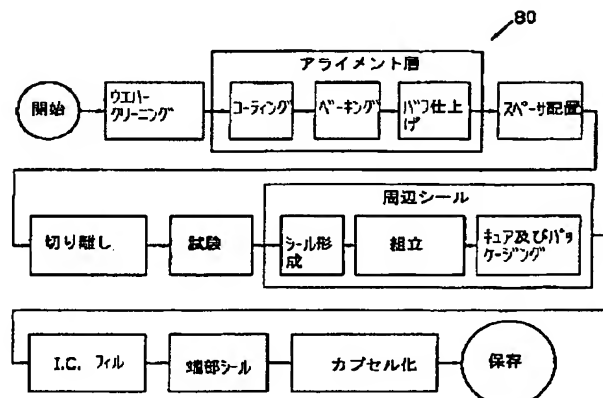 80
アライメント層
開始
ウエハー
クリーニング
コーティング
ベーキング
バフ仕上
げ
スペーサ配置
周辺シール
切り離し
試験
シール形
成
組立
キュア及びパッ
ケージング
I.C. フィル
端部シール
カプセル化
保存